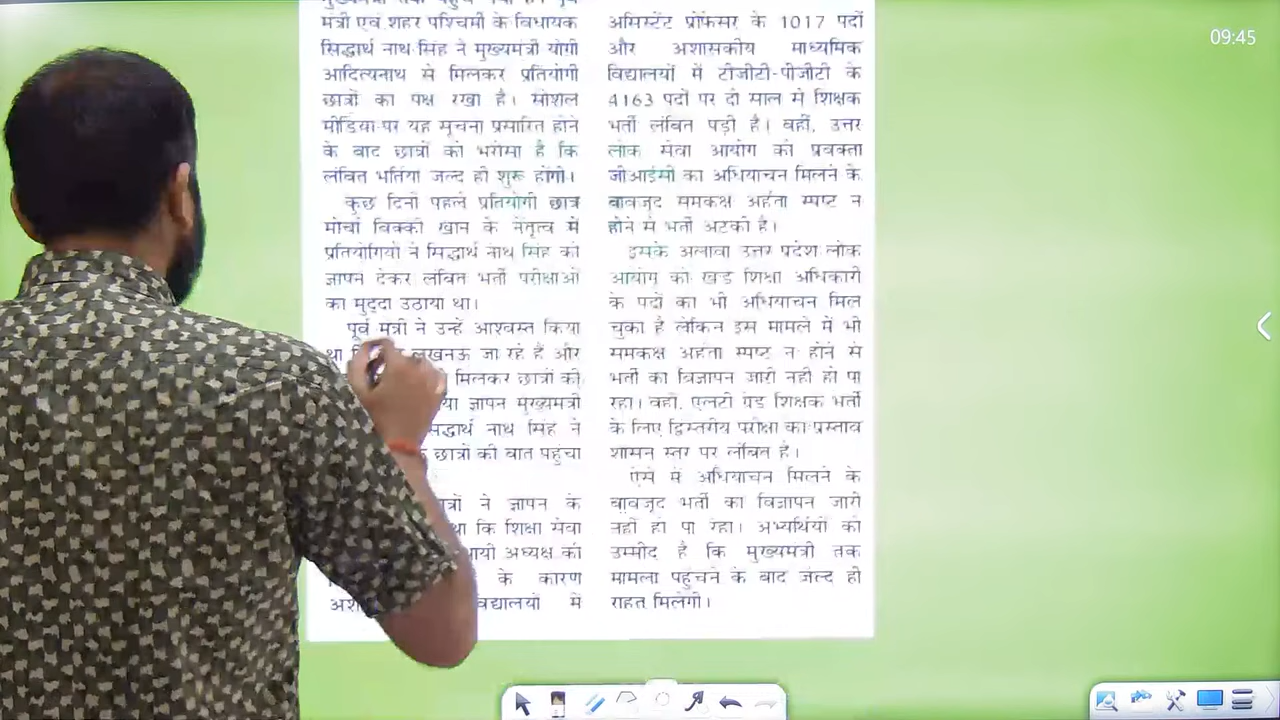 मंत्री एवं शहर पश्चिमी के विधायक
सिद्धार्थ नाथ सिंह ने मुख्यमंत्री योगी
आदित्यनाथ से मिलकर प्रतियोगी
छात्रों का पक्ष रखा है। सोशल
मीडिया पर यह सूचना प्रसारित होने
के बाद छात्रों को भरोसा है कि
लंबित भर्तियां जल्द ही शुरू होंगी।
कुछ दिनों पहले प्रतियोगी छात्र
मोर्चा विक्की खान के नेतृत्व में
प्रतियोगियों ने सिद्धार्थ नाथ सिंह को
ज्ञापन देकर लंबित भर्ती परीक्षाओं
का मुद्दा उठाया था।
पूर्व मंत्री ने उन्हें आश्वस्त किया
था लखनऊ जा रहे हैं और
मिलकर छात्रों की
ज्ञापन मुख्यमंत्री
सिद्धार्थ नाथ सिंह ने
छात्रों की बात पहुंचा
ने ज्ञापन के
कि शिक्षा सेवा
अध्यक्ष की
के कारण
में
असिस्टेंट प्रोफेसर के 1017 पदों
और अशासकीय माध्यमिक
विद्यालयों में टीजीटी-पीजीटी के
4163 पदों पर दो साल से शिक्षक
भर्ती लंबित पड़ी है। वहीं, उत्तर
लोक सेवा आयोग को प्रवक्ता
जीआईसी का अधियाचन मिलने के
बावजूद समकक्ष अर्हता स्पष्ट न
होने से भर्ती अटकी है।
इसके अलावा उत्तर प्रदेश लोक
आयोग को खंड शिक्षा अधिकारी
के पदों का भी अधियाचन मिल
चुका है लेकिन इस मामले में भी
समकक्ष अर्हता स्पष्ट न होने से
भर्ती का विज्ञापन जारी नहीं हो पा
रहा। वहीं, एलटी ग्रेड शिक्षक भर्ती
के लिए द्विस्तरीय परीक्षा का प्रस्ताव
शासन स्तर पर लंबित है।
ऐसे में अधियाचन मिलने के
बावजूद भर्ती का विज्ञापन जारी
नहीं हो पा रहा। अभ्यर्थियों को
उम्मीद है कि मुख्यमंत्री तक
मामला पहुंचने के बाद जल्द ही
राहत मिलेगी।
09:45